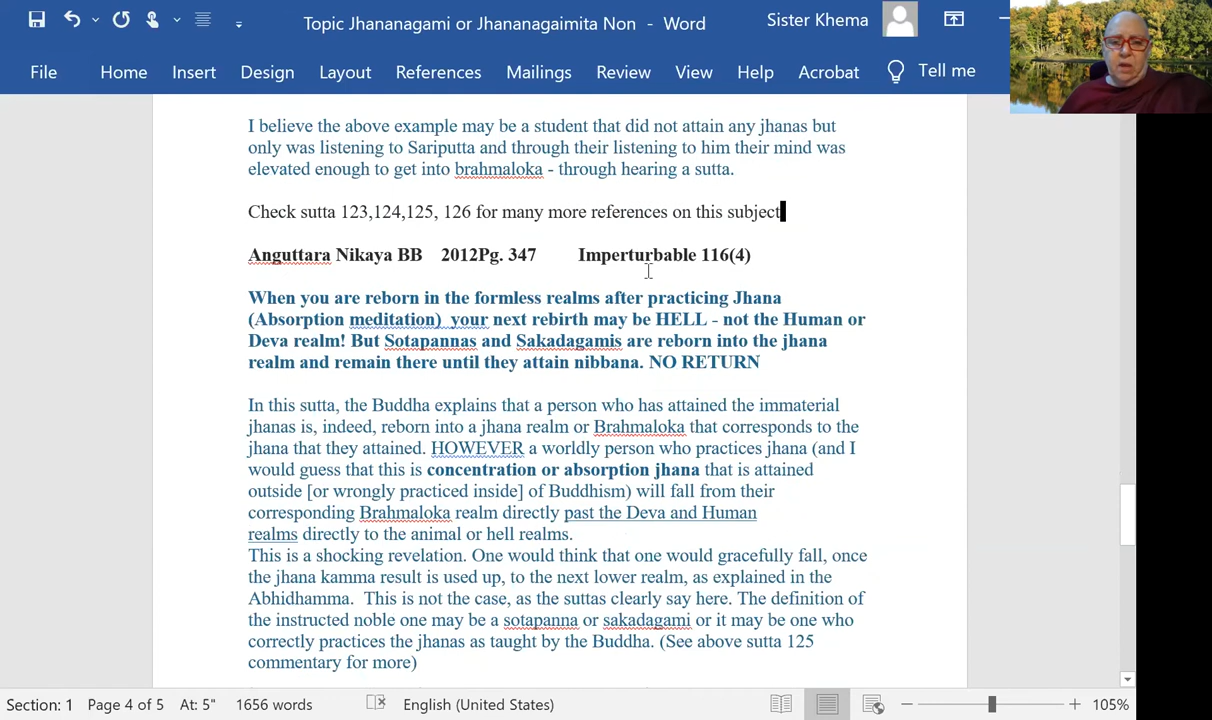 Topic Jhananagami or Jhananagaimita Non - Word
Sister Khema
File Home Insert Design Layout References Mailings Review View Help Acrobat Tell me
I believe the above example may be a student that did not attain any jhanas but
only was listening to Sariputta and through their listening to him their mind was
elevated enough to get into brahmaloka - through hearing a sutta.
Check sutta 123,124,125, 126 for many more references on this subject
Anguttara Nikaya BB 2012Pg. 347 Imperturbable 116(4)
When you are reborn in the formless realms after practicing Jhana
(Absorption meditation) your next rebirth may be HELL - not the Human or
Deva realm! But Sotapannas and Sakadagamis are reborn into the jhana
realm and remain there until they attain nibbana. NO RETURN
In this sutta, the Buddha explains that a person who has attained the immaterial
jhanas is, indeed, reborn into a jhana realm or Brahmaloka that corresponds to the
jhana that they attained. HOWEVER a worldly person who practices jhana (and I
would guess that this is concentration or absorption jhana that is attained
outside [or wrongly practiced inside] of Buddhism) will fall from their
corresponding Brahmaloka realm directly past the Deva and Human
realms directly to the animal or hell realms.
This is a shocking revelation. One would think that one would gracefully fall, once
the jhana kamma result is used up, to the next lower realm, as explained in the
Abhidhamma. This is not the case, as the suttas clearly say here. The definition of
the instructed noble one may be a sotapanna or sakadagami or it may be one who
correctly practices the jhanas as taught by the Buddha. (See above sutta 125
commentary for more)
Section: 1 Page 4 of 5 At: 5" 1656 words English (United States) 105%